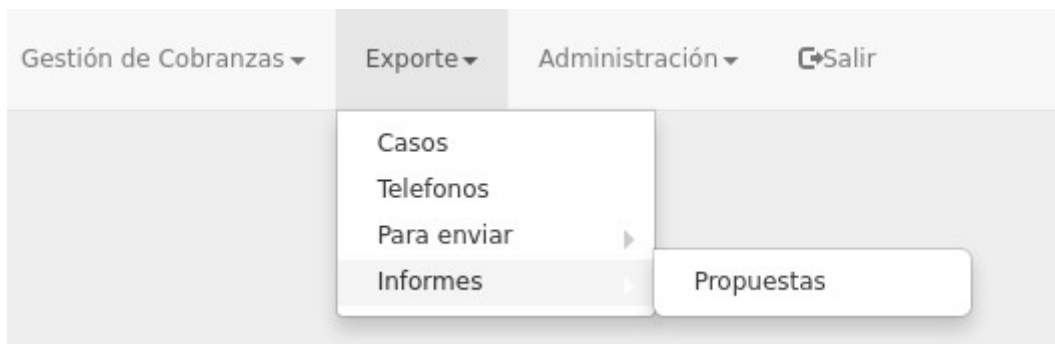 Gestión de Cobranzas Exporte Administración Salir
Casos
Telefonos
Para enviar
Informes Propuestas